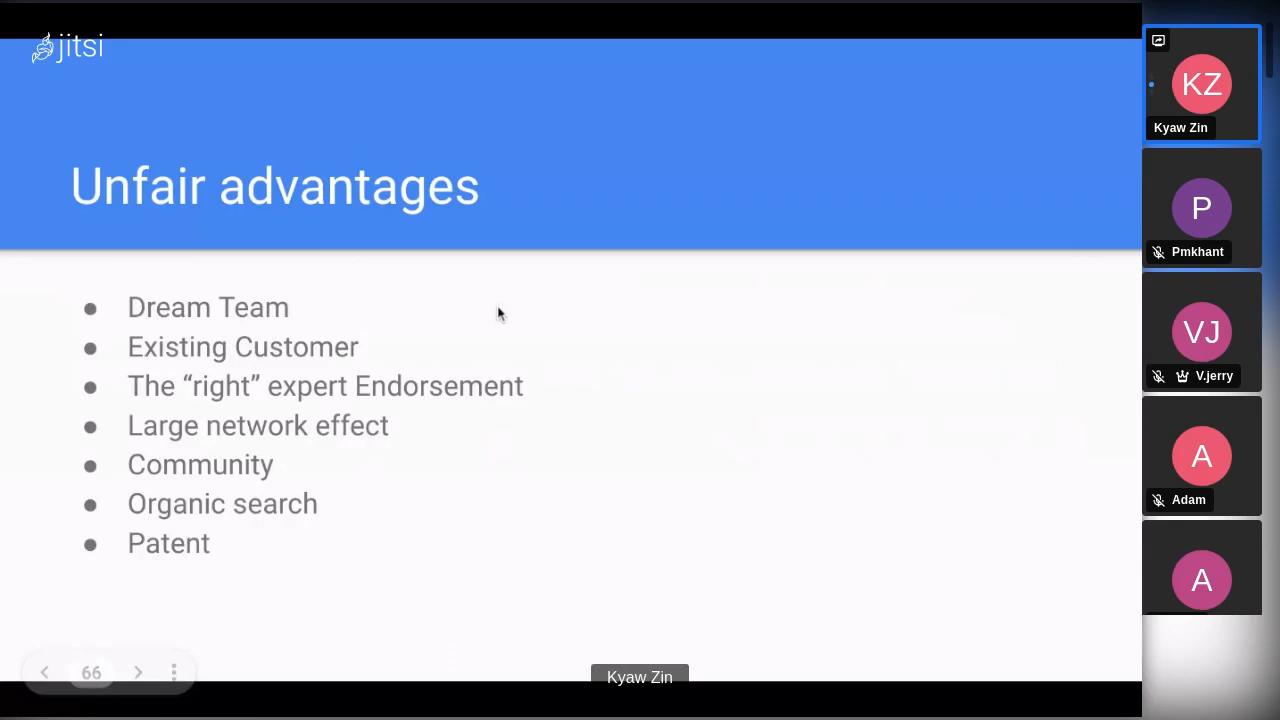 jitsi
Unfair advantages
● Dream Team
● Existing Customer
● The “right” expert Endorsement
● Large network effect
● Community
● Organic search
● Patent
66
Kyaw Zin
KZ
Kyaw Zin
P
Pmkhant
VJ
V.jerry
A
Adam
A